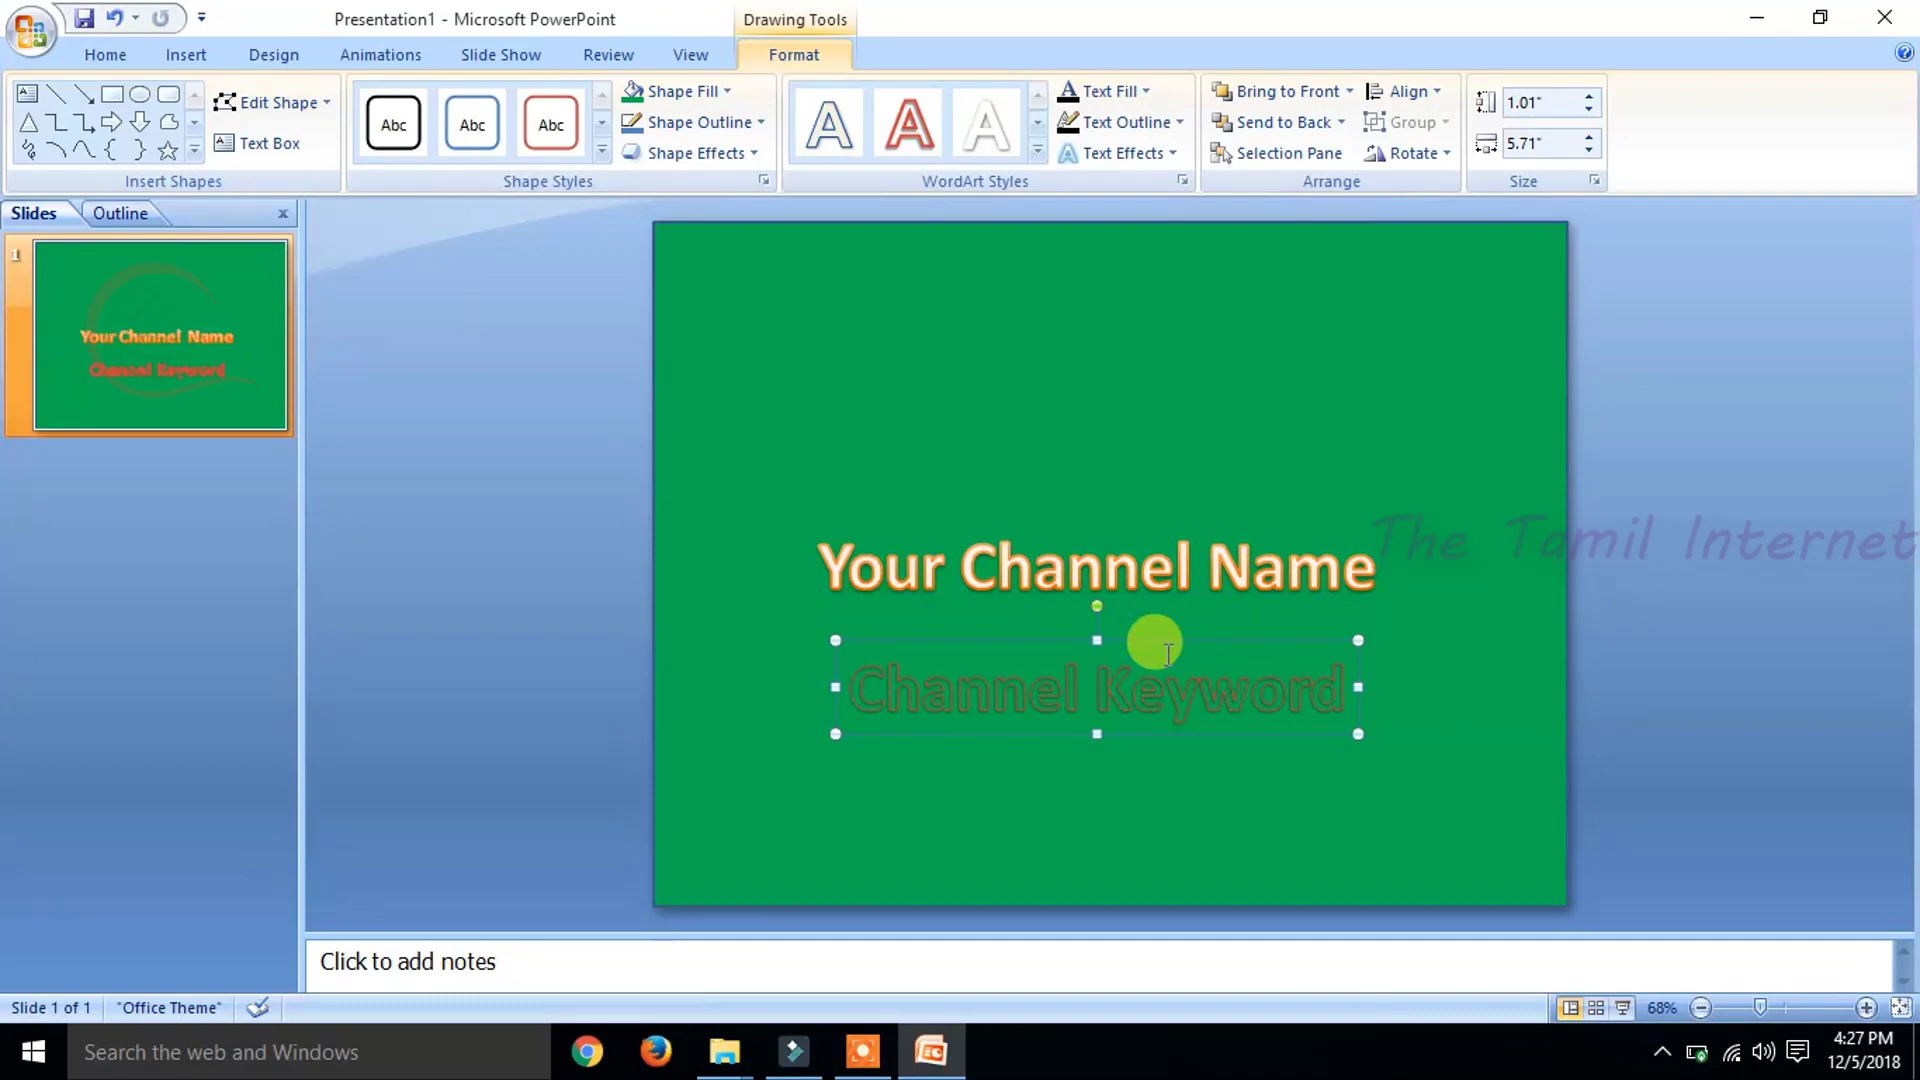 Presentation1 - Microsoft PowerPoint
Drawing Tools
Home
Insert
Design
Animations
Slide Show
Review
View
Format
Edit Shape
Text Box
Insert Shapes
Abc
Abc
Abc
Shape Fill
Shape Outline
Shape Effects
Shape Styles
A
A
A
Text Fill
Text Outline
Text Effects
WordArt Styles
Bring to Front
Send to Back
Selection Pane
Align
Group
Rotate
Arrange
1.01"
5.71"
Size
Slides
Outline
1
Your Channel Name
Channel Keyword
Your Channel Name
Channel Keyword
The Tamil Internet
Click to add notes
Slide 1 of 1
"Office Theme"
68%
Search the web and Windows
4:27 PM
12/5/2018